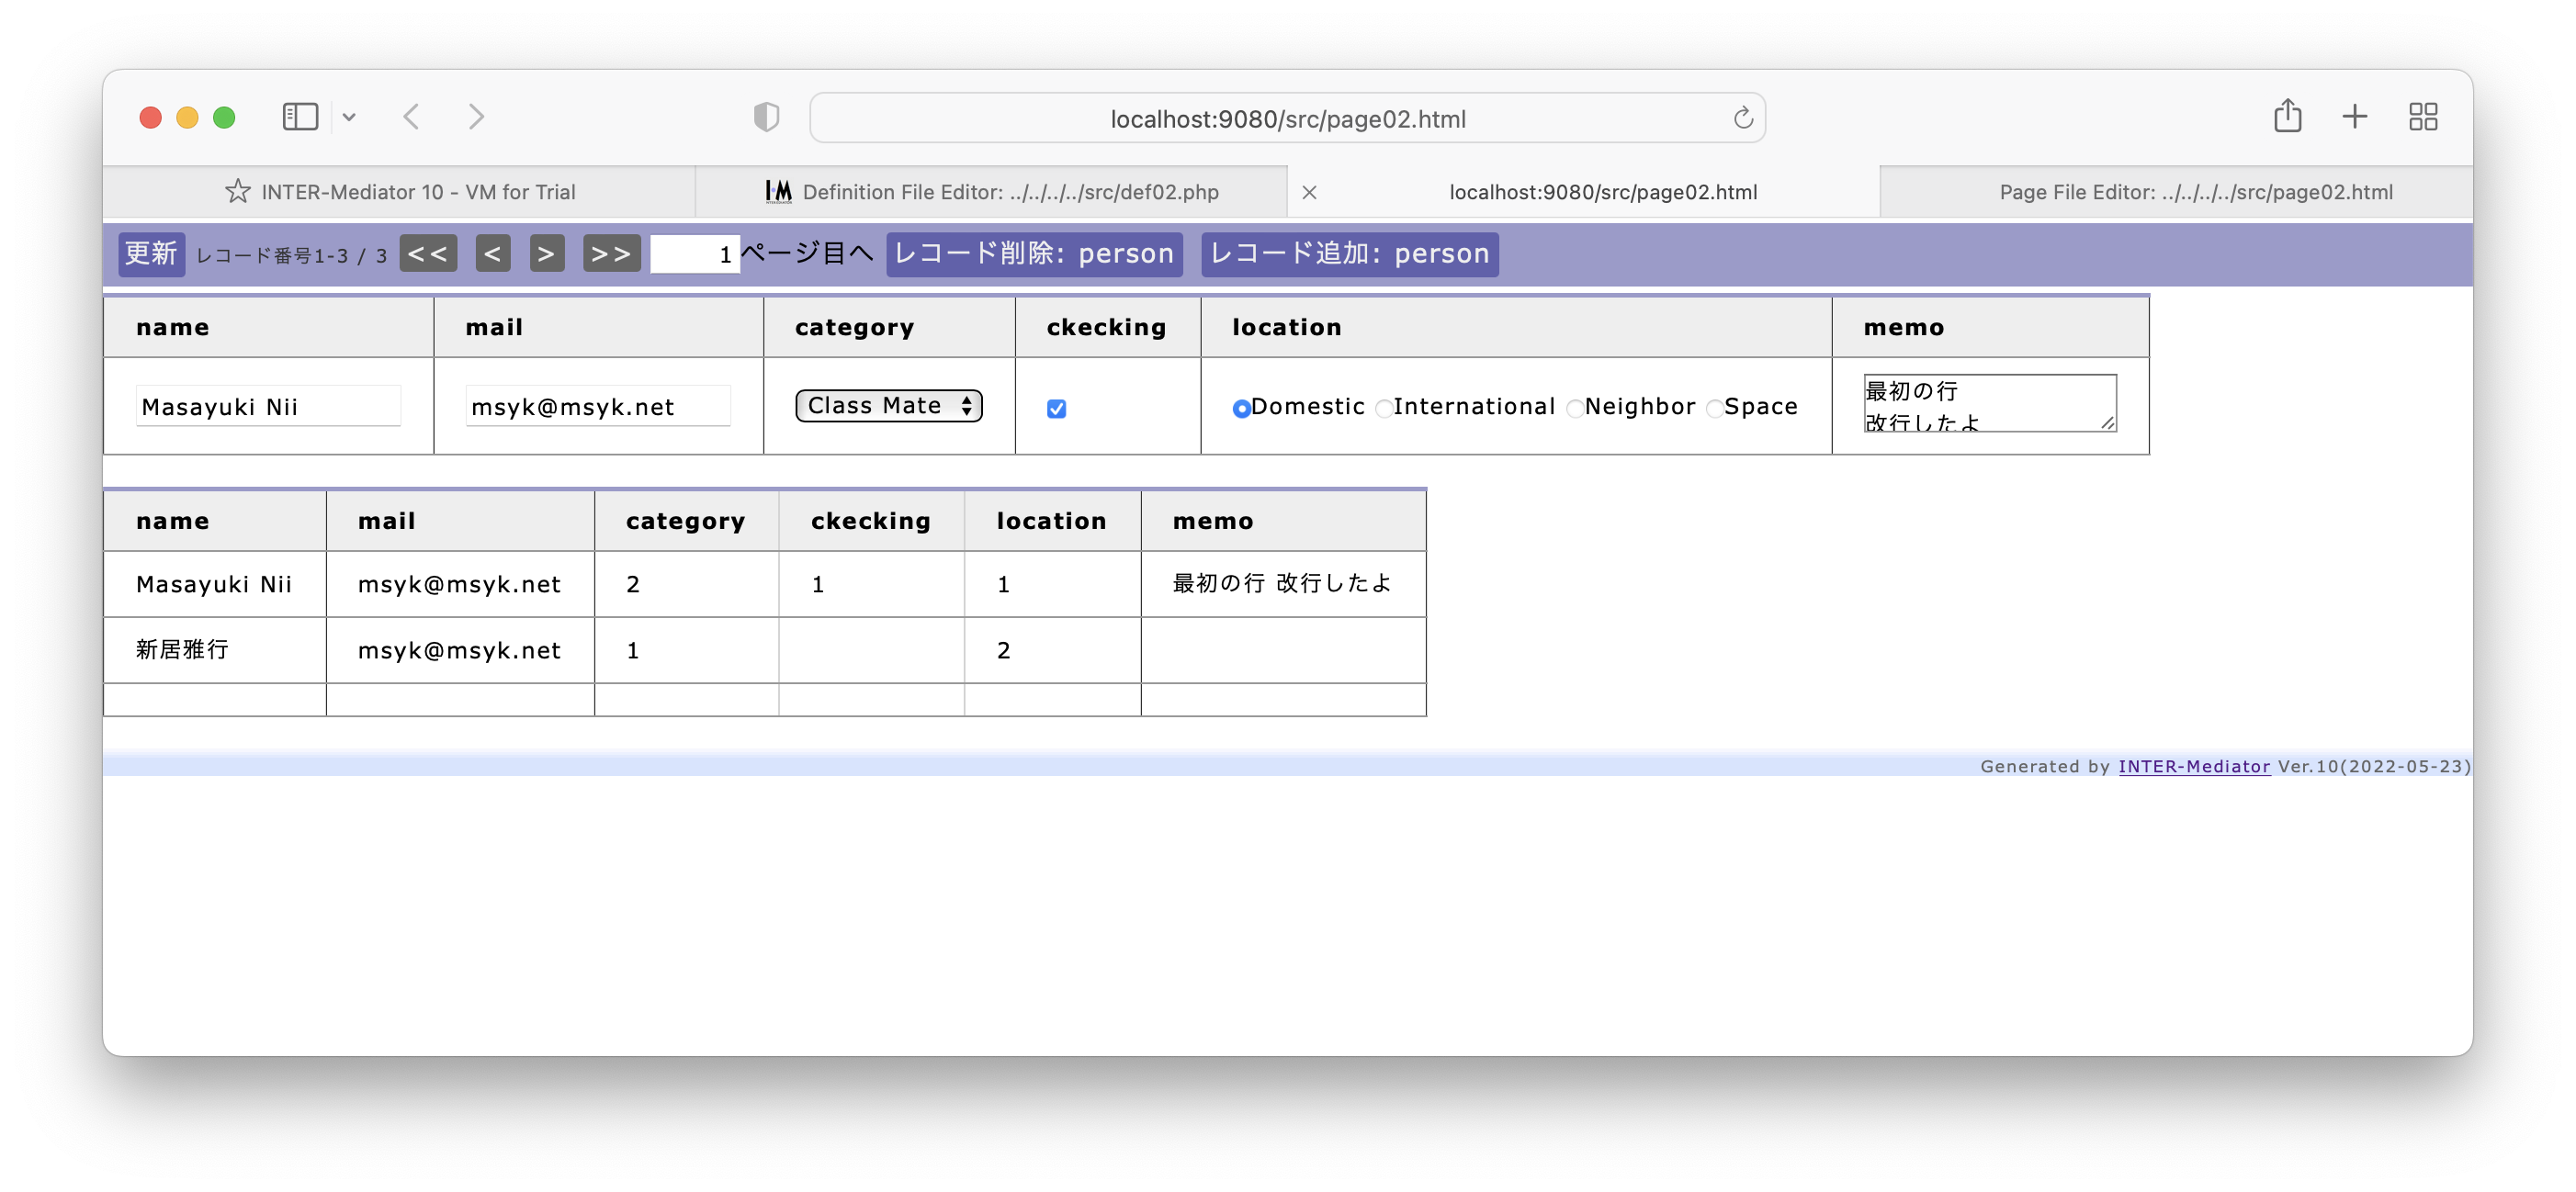 localhost:9080/src/page02.html
INTER-Mediator 10 - VM for Trial
I•M Definition File Editor: ../../../../src/def02.php
localhost:9080/src/page02.html
Page File Editor: ../../../../src/page02.html
更新 レコード番号1-3 / 3 << < > >> 1ページ目へ レコード削除: person レコード追加: person
name mail category ckecking location memo
Masayuki Nii msyk@msyk.net Class Mate Domestic International Neighbor Space 最初の行
改行したよ
name mail category ckecking location memo
Masayuki Nii msyk@msyk.net 2 1 1 最初の行 改行したよ
新居雅行 msyk@msyk.net 1 2
Generated by INTER-Mediator Ver.10(2022-05-23)